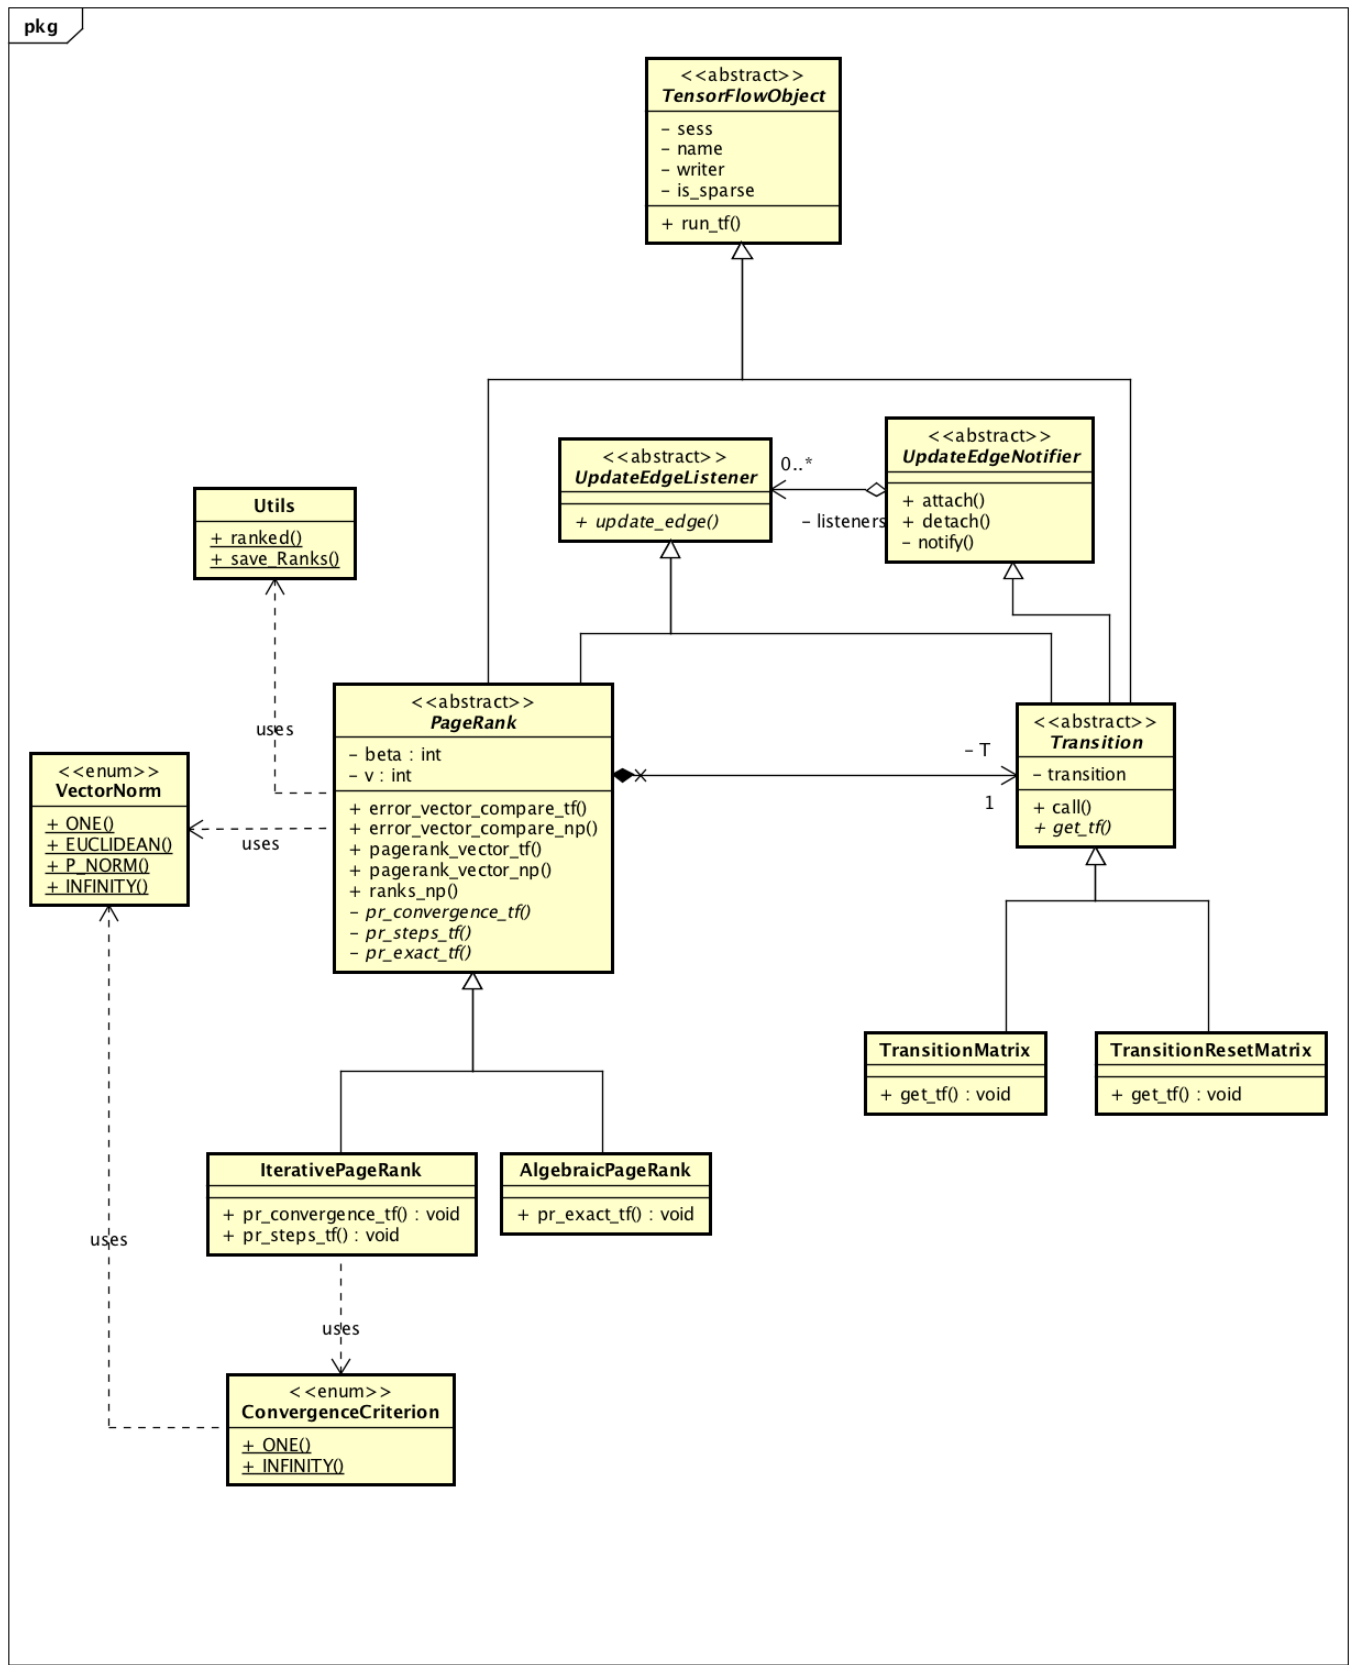 pkg
<<abstract>>
TensorFlowObject
– sess
– name
– writer
– is_sparse
+ run_tf()
<<abstract>>
UpdateEdgeListener
+ update_edge()
0..*
– listeners
<<abstract>>
UpdateEdgeNotifier
+ attach()
+ detach()
– notify()
Utils
+ ranked()
+ save_Ranks()
uses
<<enum>>
VectorNorm
+ ONE()
+ EUCLIDEAN()
+ P_NORM()
+ INFINITY()
uses
<<abstract>>
PageRank
– beta : int
– v : int
+ error_vector_compare_tf()
+ error_vector_compare_np()
+ pagerank_vector_tf()
+ pagerank_vector_np()
+ ranks_np()
– pr_convergence_tf()
– pr_steps_tf()
– pr_exact_tf()
– T
1
<<abstract>>
Transition
– transition
+ call()
+ get_tf()
TransitionMatrix
+ get_tf() : void
TransitionResetMatrix
+ get_tf() : void
IterativePageRank
+ pr_convergence_tf() : void
+ pr_steps_tf() : void
AlgebraicPageRank
+ pr_exact_tf() : void
uses
uses
<<enum>>
ConvergenceCriterion
+ ONE()
+ INFINITY()